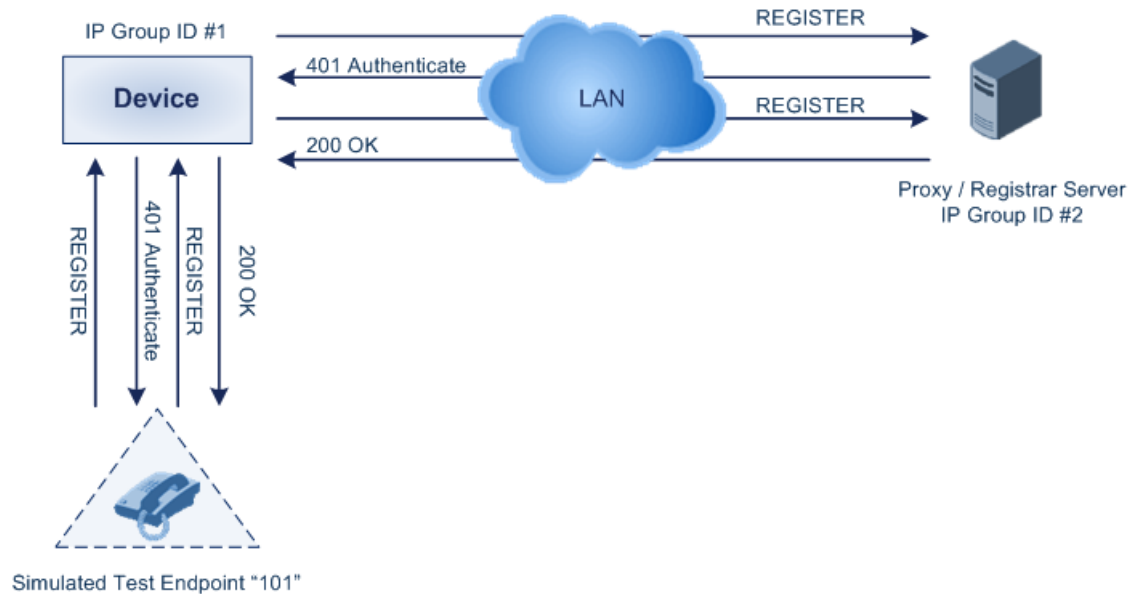 IP Group ID #1
REGISTER
401 Authenticate
Device
LAN
REGISTER
200 OK
Proxy / Registrar Server
IP Group ID #2
REGISTER
401 Authenticate
REGISTER
200 OK
Simulated Test Endpoint “101”